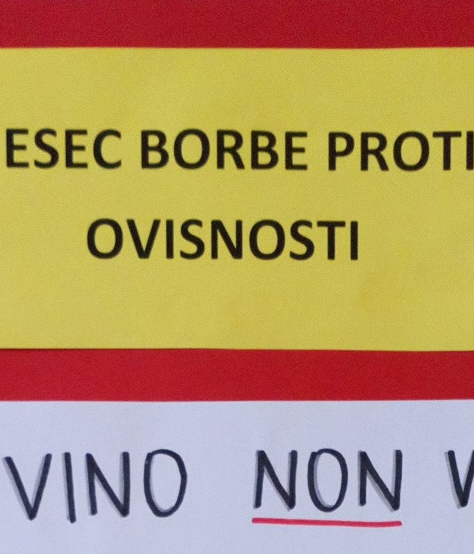 ESEC BORBE PROTI
OVISNOSTI
VINO NON